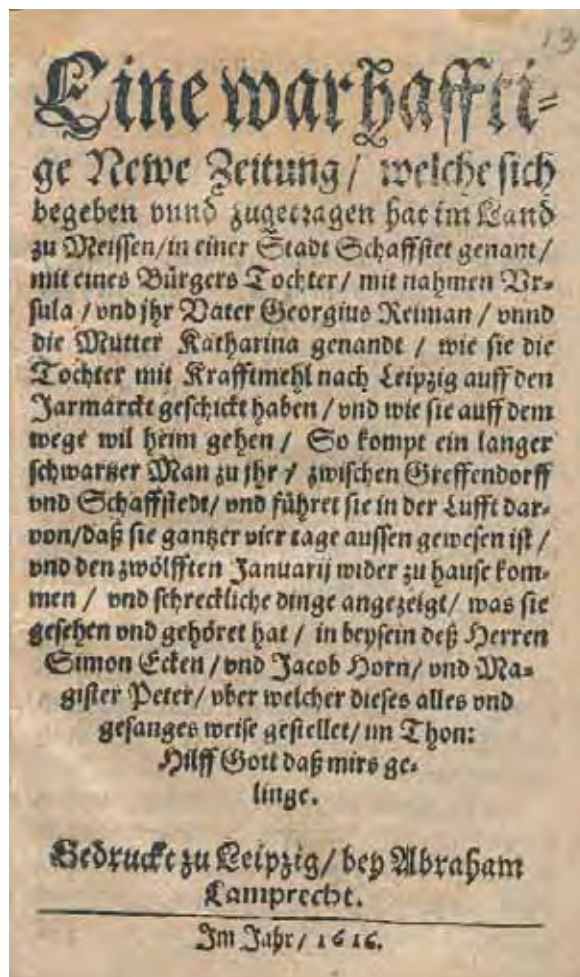 13
Eine warhaffti-
ge Newe Zeitung / welche sich
begeben vnnd zugetragen hat im Land
zu Meissen/in einer Stadt Schaffstet genant/
mit eines Bürgers Tochter/ mit nahmen Vr-
sula / vnd jhr Vater Georgius Reiman / vnnd
die Mutter Katharina genandt / wie sie die
Tochter mit Krafftmehl nach Leipzig auff den
Jarmarckt geschickt haben / vnd wie sie auff dem
wege wil heim gehen / So kompt ein langer
schwartzer Man zu jhr / zwischen Greffendorff
vnd Schaffstedt/ vnd führet sie in der Lufft dar-
von/daß sie gantzer vier tage aussen gewesen ist /
vnd den zwölfften Januarij wider zu hause kom-
men / vnd schreckliche dinge angezeigt/ was sie
gesehen vnd gehöret hat / in beysein deß Herren
Simon Ecken / vnd Jacob Horn/ vnd Ma-
gister Peter/ vber welcher dieses alles vnd
gesanges weise gestellet/ im Thon:
Hilff Gott daß mirs ge-
linge.
Gedruckt zu Leipzig / bey Abraham
Lamprecht.
Im Jahr / 1616.